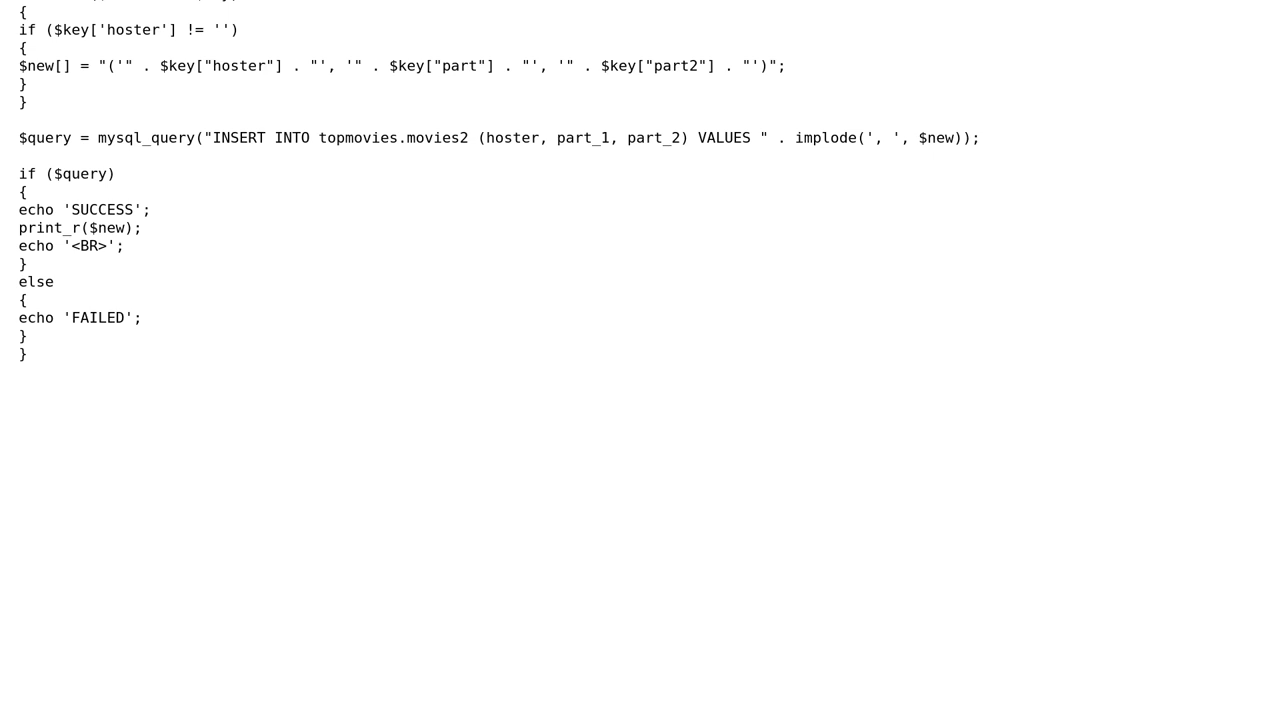 {
if ($key['hoster'] != '')
{
$new[] = "('" . $key["hoster"] . "', '" . $key["part"] . "', '" . $key["part2"] . "')";
}
}
$query = mysql_query("INSERT INTO topmovies.movies2 (hoster, part_1, part_2) VALUES " . implode(', ', $new));
if ($query)
{
echo 'SUCCESS';
print_r($new);
echo '<BR>';
}
else
{
echo 'FAILED';
}
}